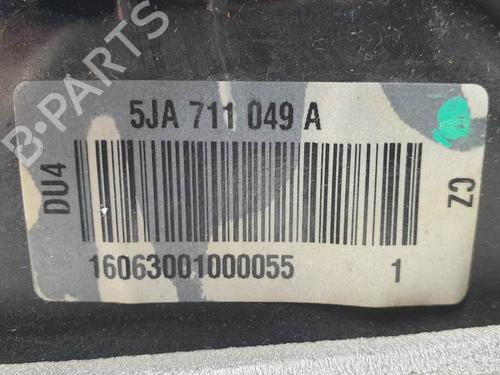 5JA 711 049 A
DU4
CZ
16063001000055
1
B-PARTS